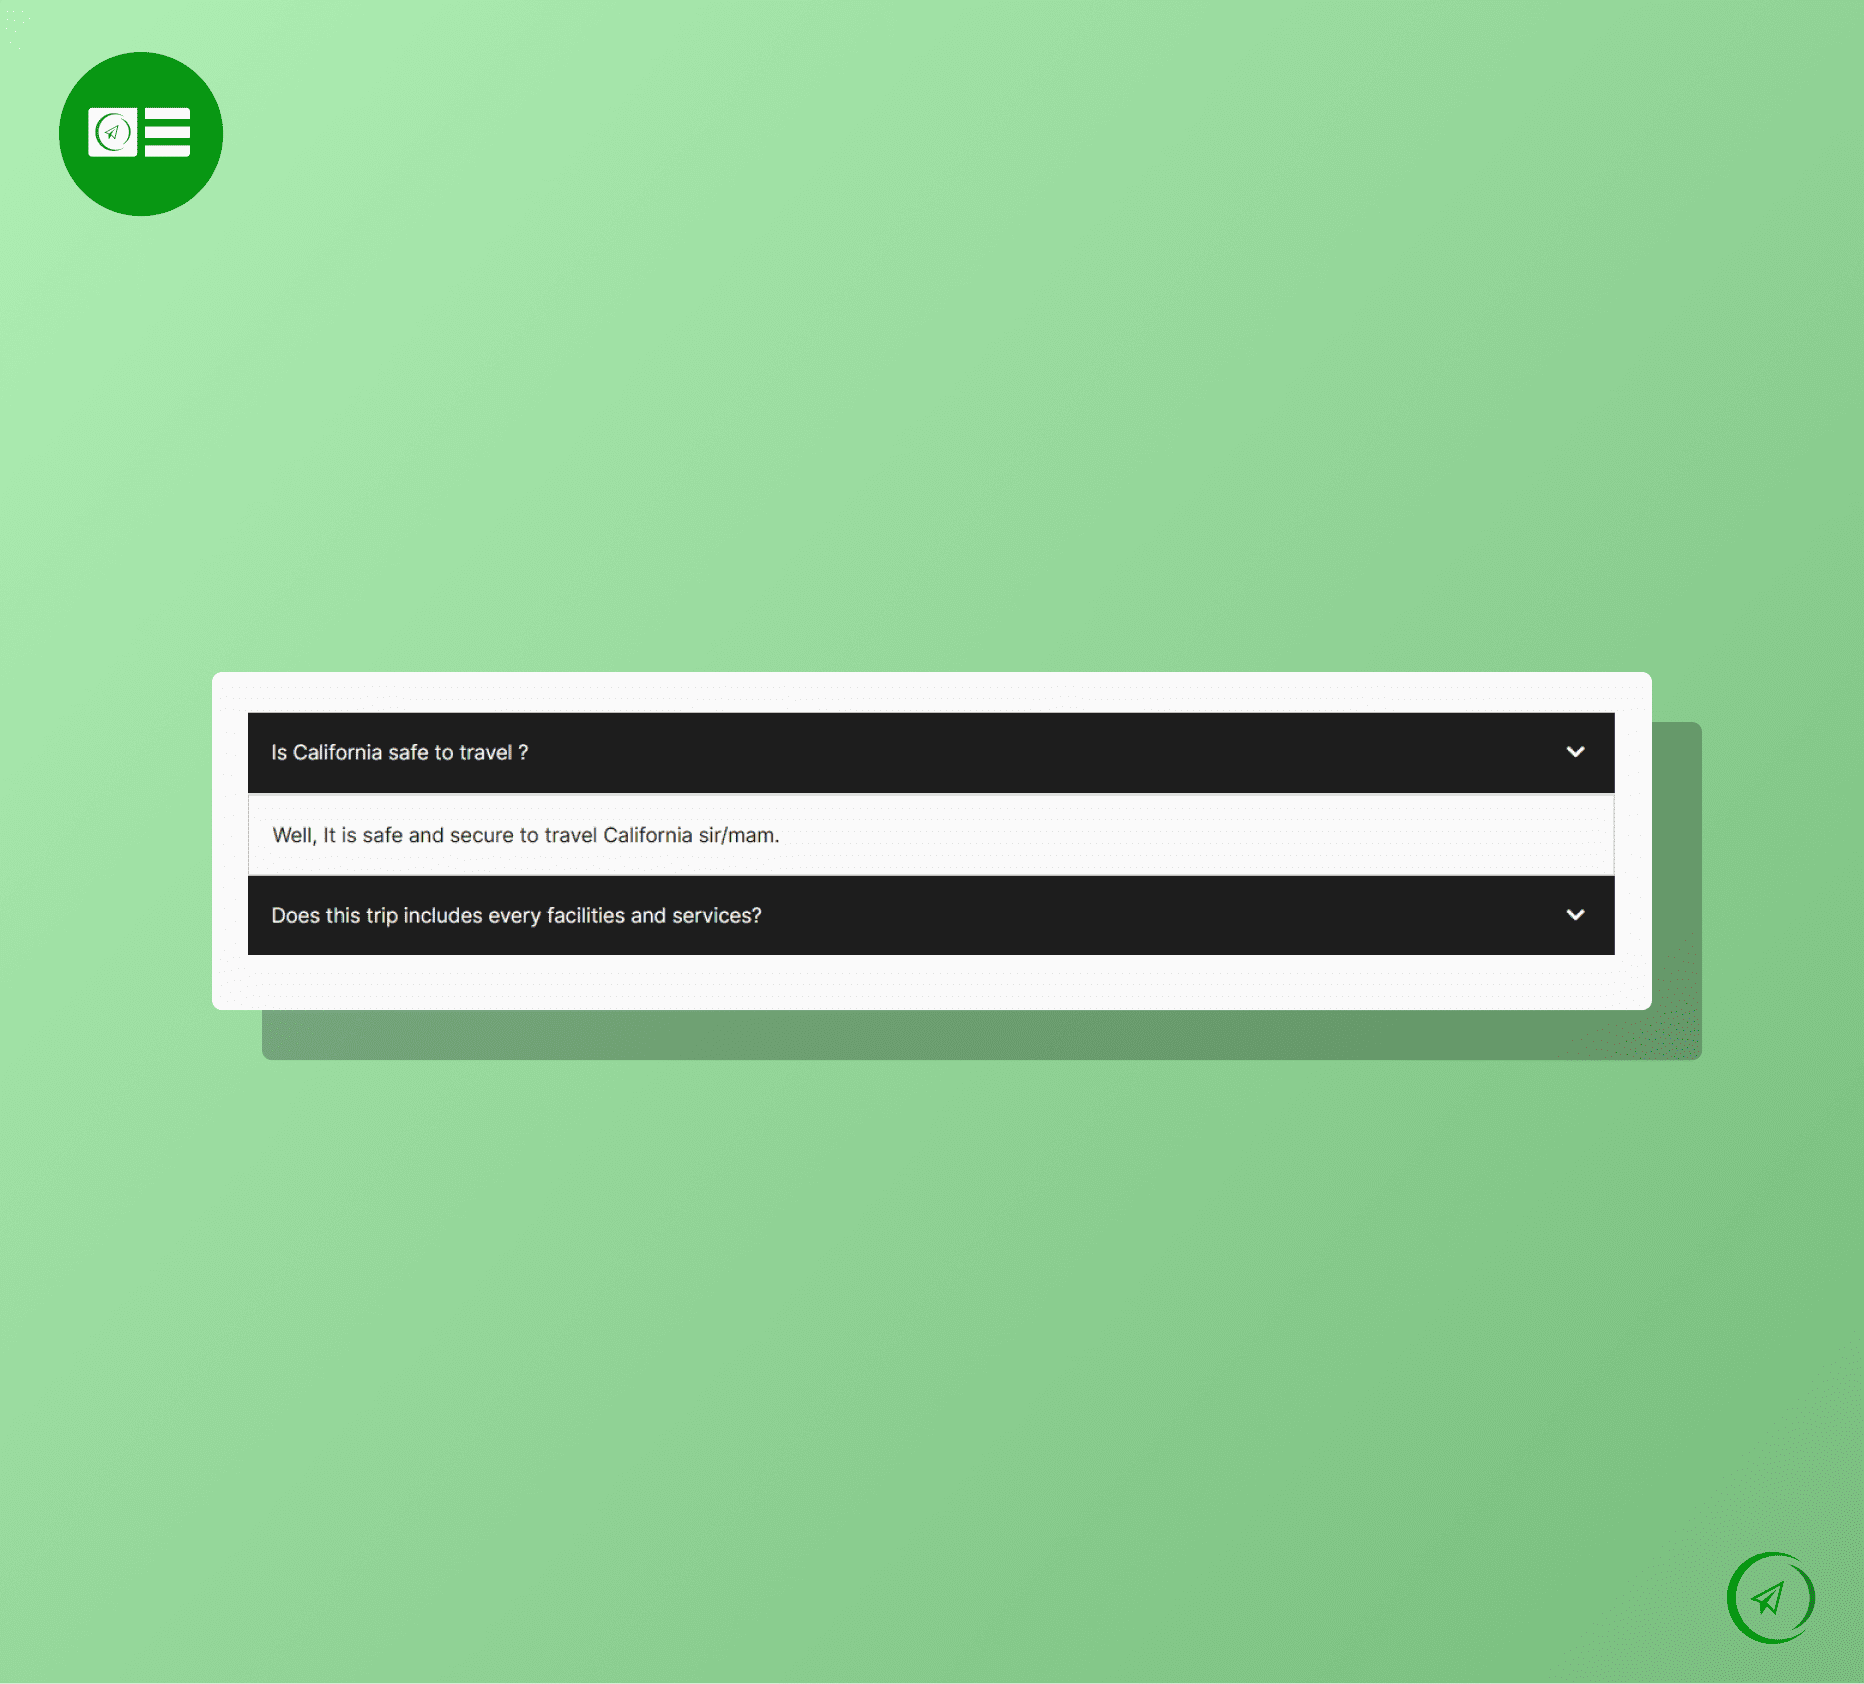 Is California safe to travel ?
Well, It is safe and secure to travel California sir/mam.
Does this trip includes every facilities and services?